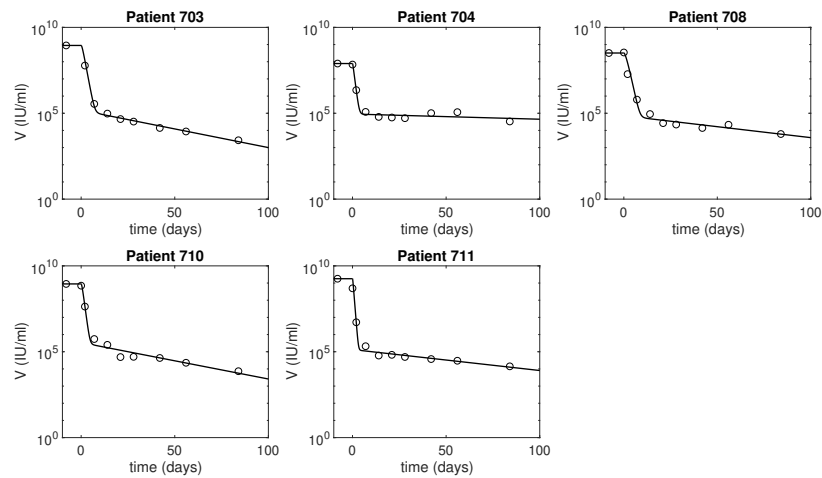 Patient 703
10^10
10^5
10^0
V (IU/ml)
0
50
100
time (days)
Patient 704
10^10
10^5
10^0
V (IU/ml)
0
50
100
time (days)
Patient 708
10^10
10^5
10^0
V (IU/ml)
0
50
100
time (days)
Patient 710
10^10
10^5
10^0
V (IU/ml)
0
50
100
time (days)
Patient 711
10^10
10^5
10^0
V (IU/ml)
0
50
100
time (days)